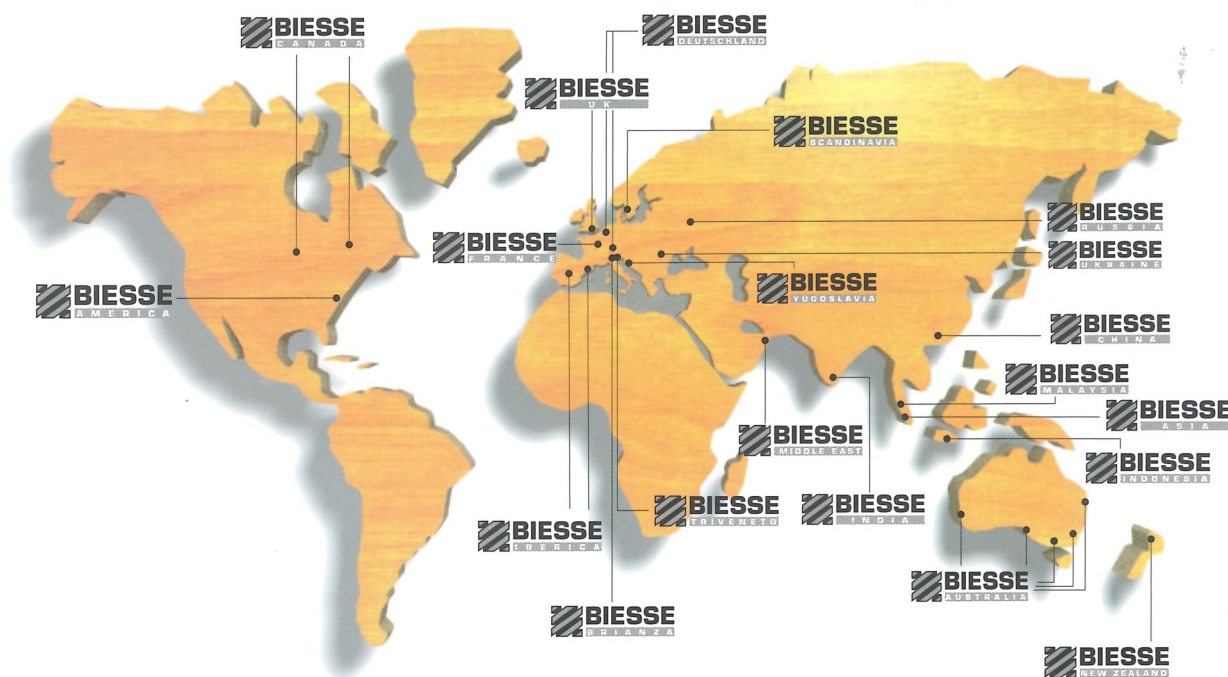 BIESSE
CANADA
BIESSE
DEUTSCHLAND
BIESSE
UK
BIESSE
SCANDINAVIA
BIESSE
RUSSIA
BIESSE
FRANCE
BIESSE
UKRAINE
BIESSE
AMERICA
BIESSE
YUGOSLAVIA
BIESSE
CHINA
BIESSE
MALAYSIA
BIESSE
ASIA
BIESSE
MIDDLE EAST
BIESSE
INDONESIA
BIESSE
TRIVENETO
BIESSE
INDIA
BIESSE
IBERICA
BIESSE
AUSTRALIA
BIESSE
BRIANZA
BIESSE
NEW ZEALAND